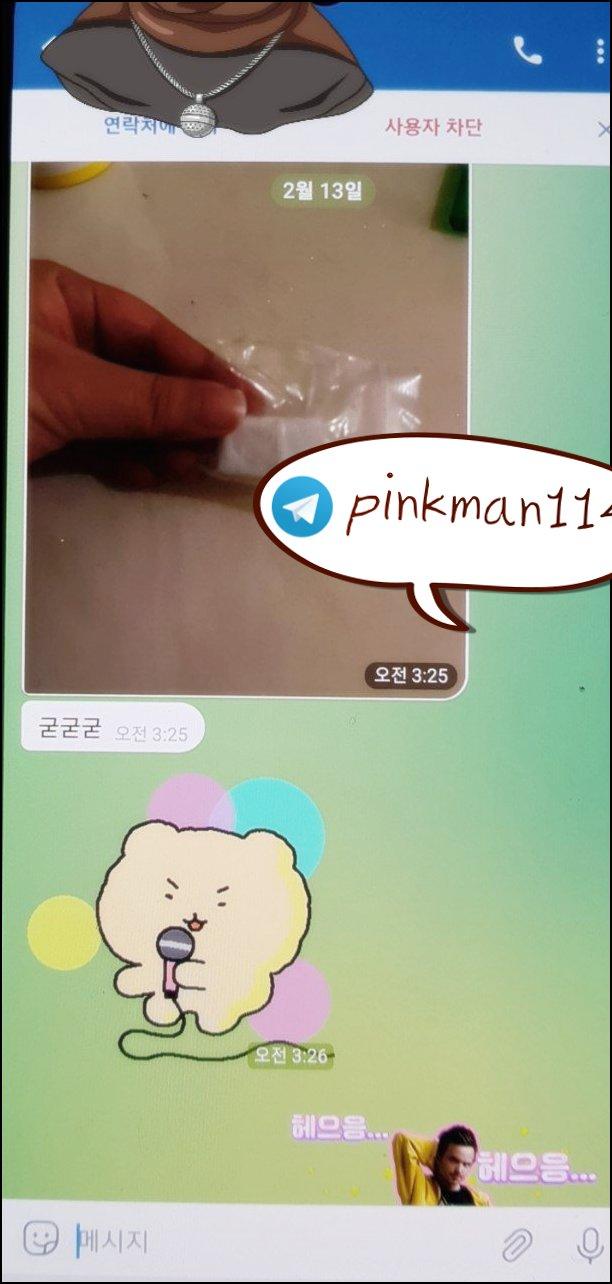 연락처에
사용자 차단
2월 13일
pinkman11
오전 3:25
굳굳굳 오전 3:25
오전 3:26
헤으응...
헤으응...
메시지